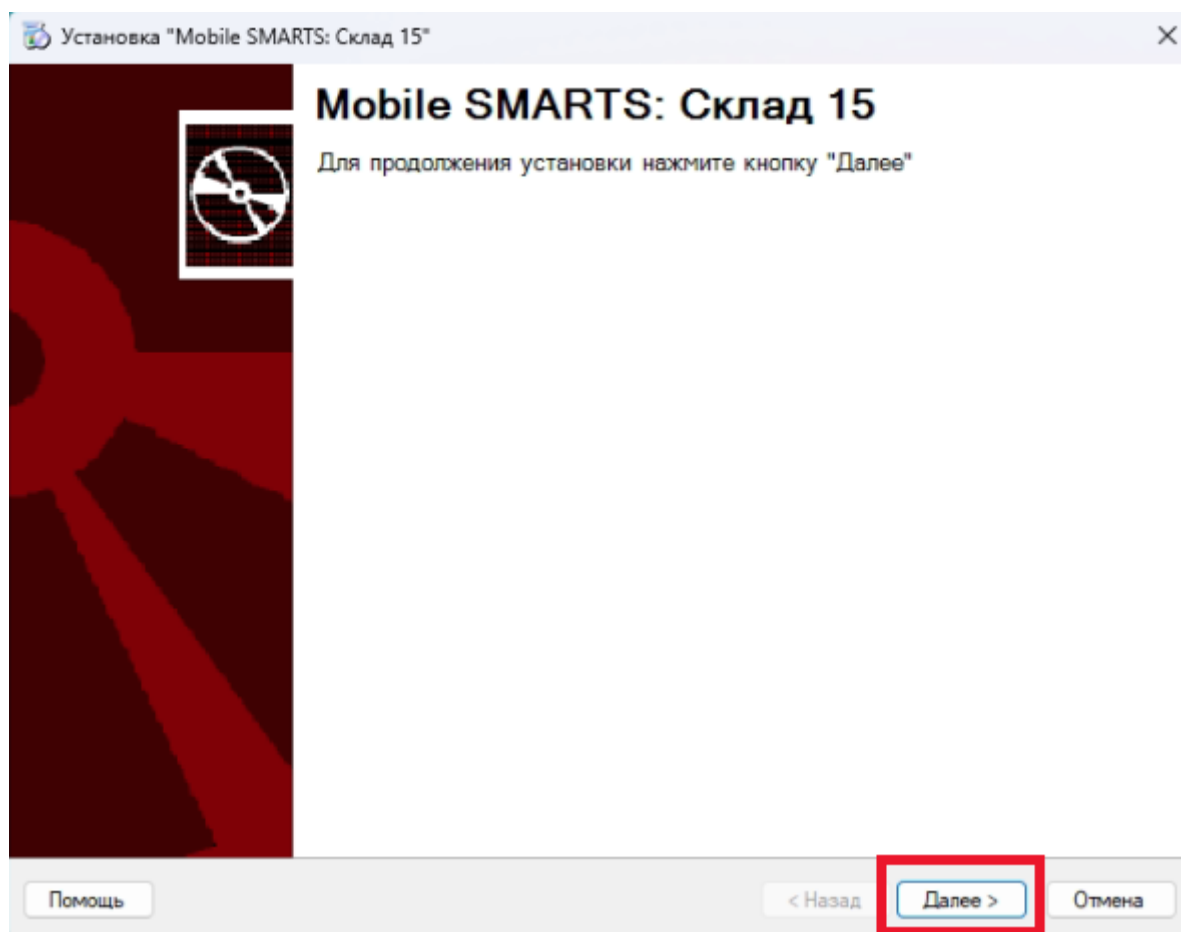 Установка "Mobile SMARTS: Склад 15"
Mobile SMARTS: Склад 15
Для продолжения установки нажмите кнопку "Далее"
Помощь
< Назад
Далее >
Отмена